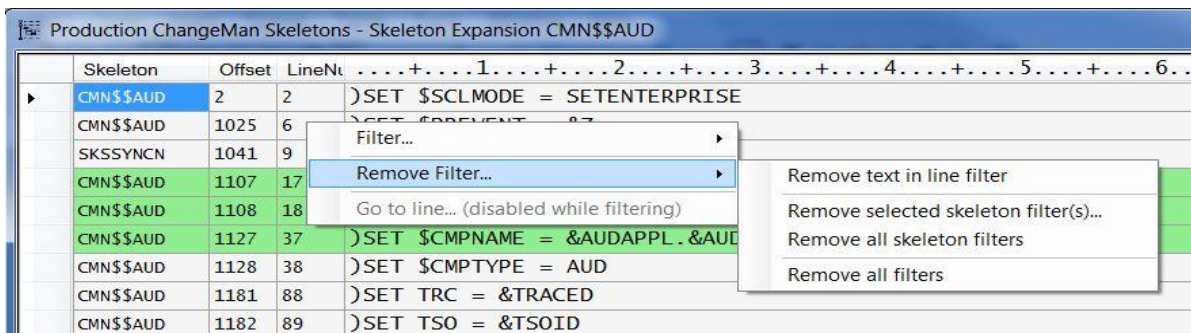 Production ChangeMan Skeletons - Skeleton Expansion CMN$$AUD
Skeleton Offset LineNu ....+....1....+....2....+....3....+....4....+....5....+....6..
CMN$$AUD 2 2 )SET $SCLMODE = SETENTERPRISE
CMN$$AUD 1025 6
SKSSYNCN 1041 9
CMN$$AUD 1107 17
CMN$$AUD 1108 18
CMN$$AUD 1127 37 )SET $CMPNAME = &AUDAPPL.&AUD
CMN$$AUD 1128 38 )SET $CMPTYPE = AUD
CMN$$AUD 1181 88 )SET TRC = &TRACED
CMN$$AUD 1182 89 )SET TSO = &TSOID
Filter...
Remove Filter...
Go to line... (disabled while filtering)
Remove text in line filter
Remove selected skeleton filter(s)...
Remove all skeleton filters
Remove all filters